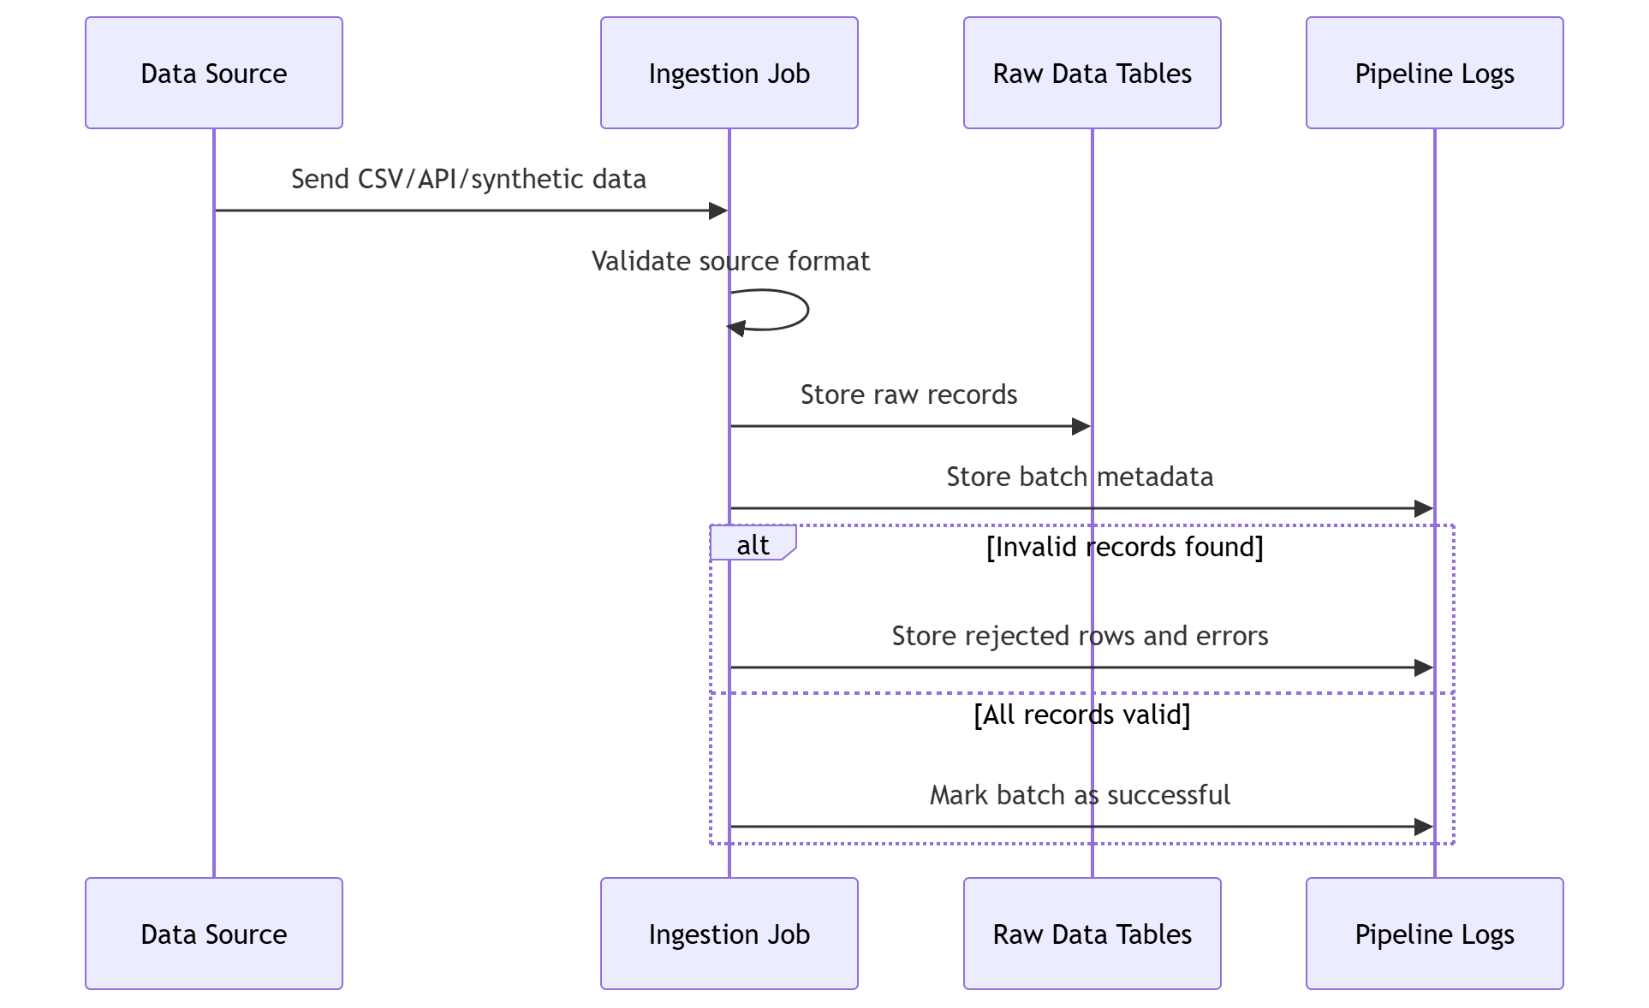 Data Source
Ingestion Job
Raw Data Tables
Pipeline Logs
Send CSV/API/synthetic data
Validate source format
Store raw records
Store batch metadata
alt
[Invalid records found]
Store rejected rows and errors
[All records valid]
Mark batch as successful
Data Source
Ingestion Job
Raw Data Tables
Pipeline Logs